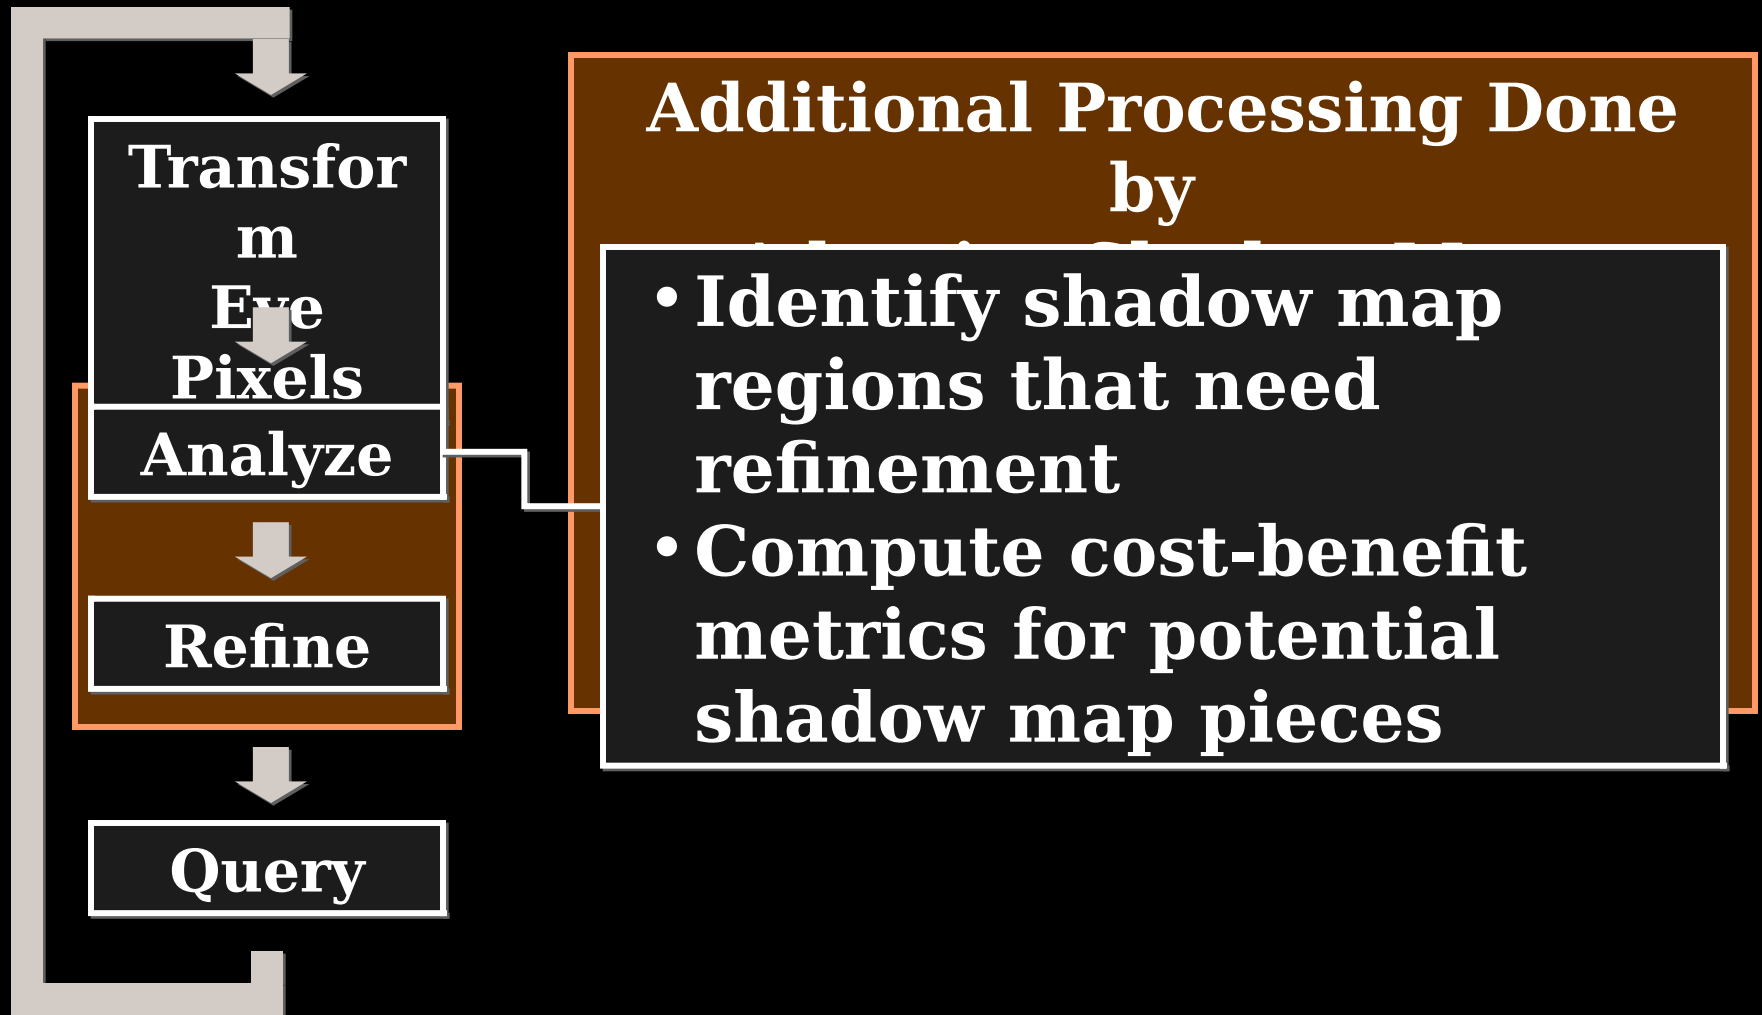 Transfor
m
Eye
Pixels
Analyze
Refine
Query
Additional Processing Done
by
• Identify shadow map
regions that need
refinement
• Compute cost-benefit
metrics for potential
shadow map pieces